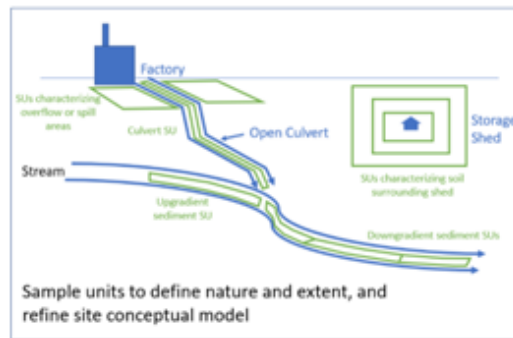 Factory
SUs characterizing
overflow or spill
areas
Culvert SU
Open Culvert
Storage
Shed
SUs characterizing soil
surrounding shed
Stream
Upgradient
sediment SU
Downgradient sediment SUs
Sample units to define nature and extent, and
refine site conceptual model